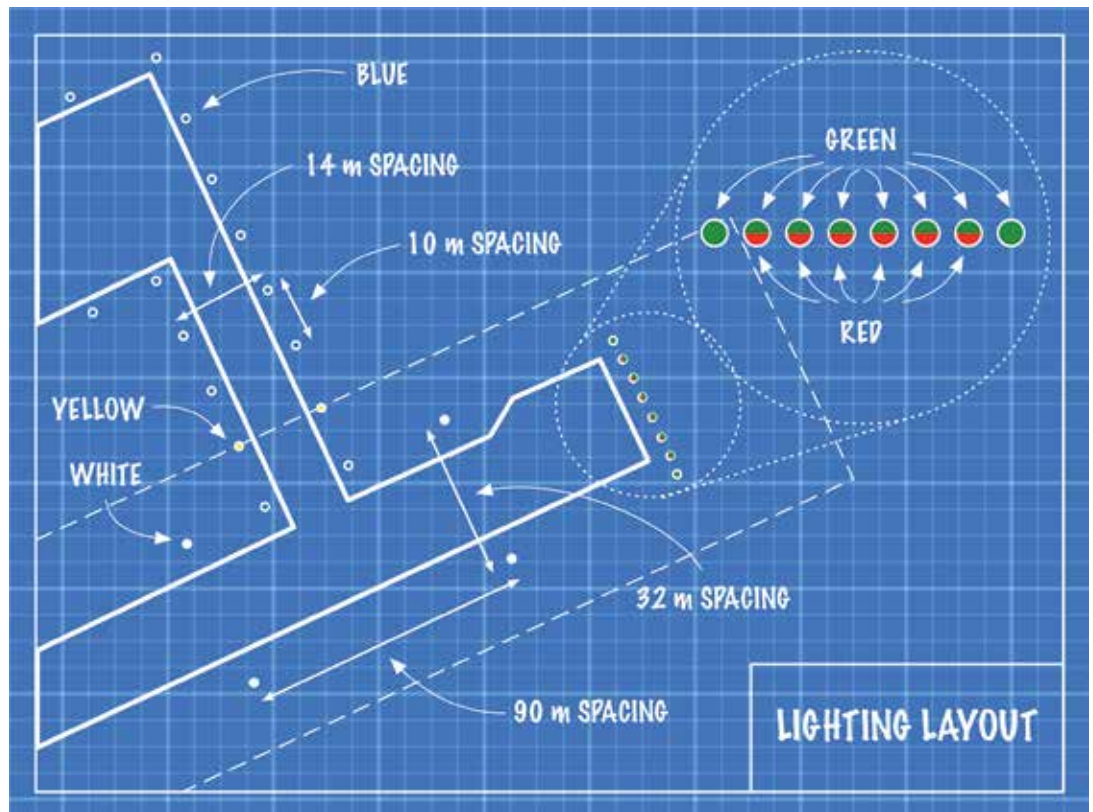 BLUE
14 m SPACING
GREEN
10 m SPACING
RED
YELLOW
WHITE
32 m SPACING
90 m SPACING
LIGHTING LAYOUT